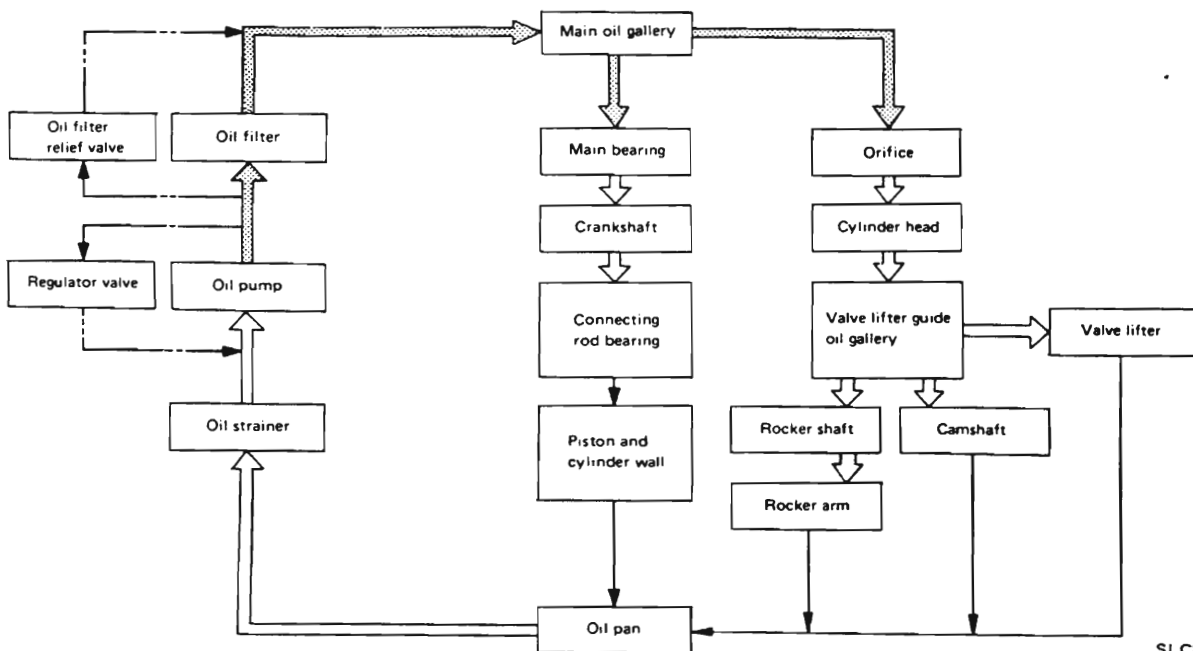 Main oil gallery
Oil filter
relief valve
Oil filter
Main bearing
Orifice
Crankshaft
Cylinder head
Regulator valve
Oil pump
Connecting
rod bearing
Valve lifter guide
oil gallery
Valve lifter
Oil strainer
Piston and
cylinder wall
Rocker shaft
Camshaft
Rocker arm
Oil pan